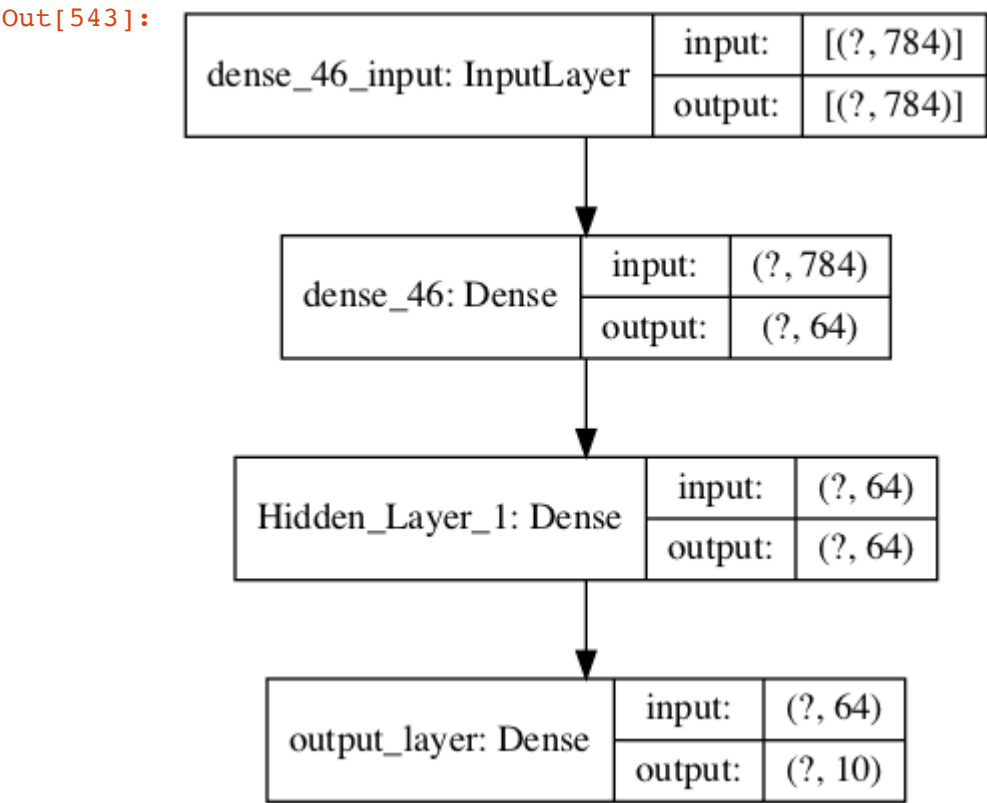 Out[543]:
dense_46_input: InputLayer
input: [(?, 784)]
output: [(?, 784)]
dense_46: Dense
input: (?, 784)
output: (?, 64)
Hidden_Layer_1: Dense
input: (?, 64)
output: (?, 64)
output_layer: Dense
input: (?, 64)
output: (?, 10)